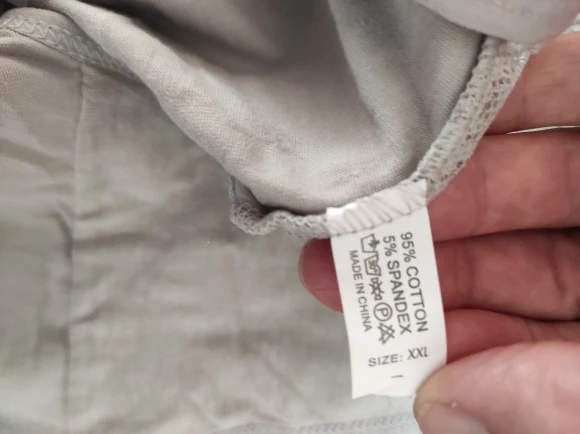 95% COTTON
5% SPANDEX
P
MADE IN CHINA
SIZE: XXL